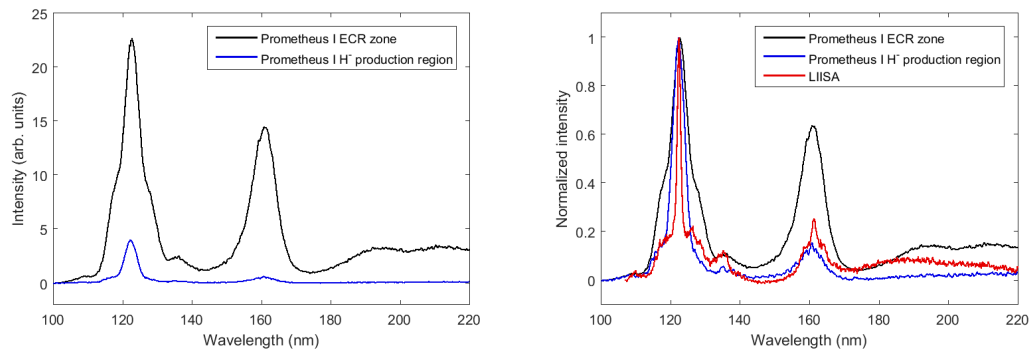 25
20
15
10
5
0
Intensity (arb. units)
100 120 140 160 180 200 220
Wavelength (nm)
Prometheus I ECR zone
Prometheus I H⁻ production region
1
0.8
0.6
0.4
0.2
0
Normalized intensity
100 120 140 160 180 200 220
Wavelength (nm)
Prometheus I ECR zone
Prometheus I H⁻ production region
LIISA